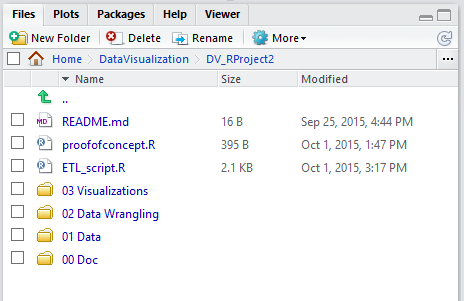 Files Plots Packages Help Viewer
New Folder Delete Rename More
Home DataVisualization DV_RProject2 ...
Name Size Modified
..
MD README.md 16 B Sep 25, 2015, 4:44 PM
R proofofconcept.R 395 B Oct 1, 2015, 1:47 PM
R ETL_script.R 2.1 KB Oct 1, 2015, 3:17 PM
03 Visualizations
02 Data Wrangling
01 Data
00 Doc